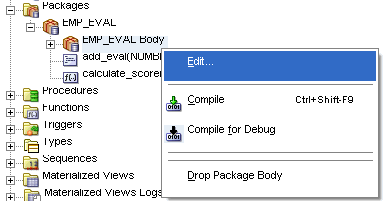 Packages
EMP_EVAL
EMP_EVAL Body
add_eval(NUMBE
calculate_score
Procedures
Functions
Triggers
Types
Sequences
Materialized Views
Materialized Views Logs
Edit...
Compile Ctrl+Shift-F9
Compile for Debug
Drop Package Body